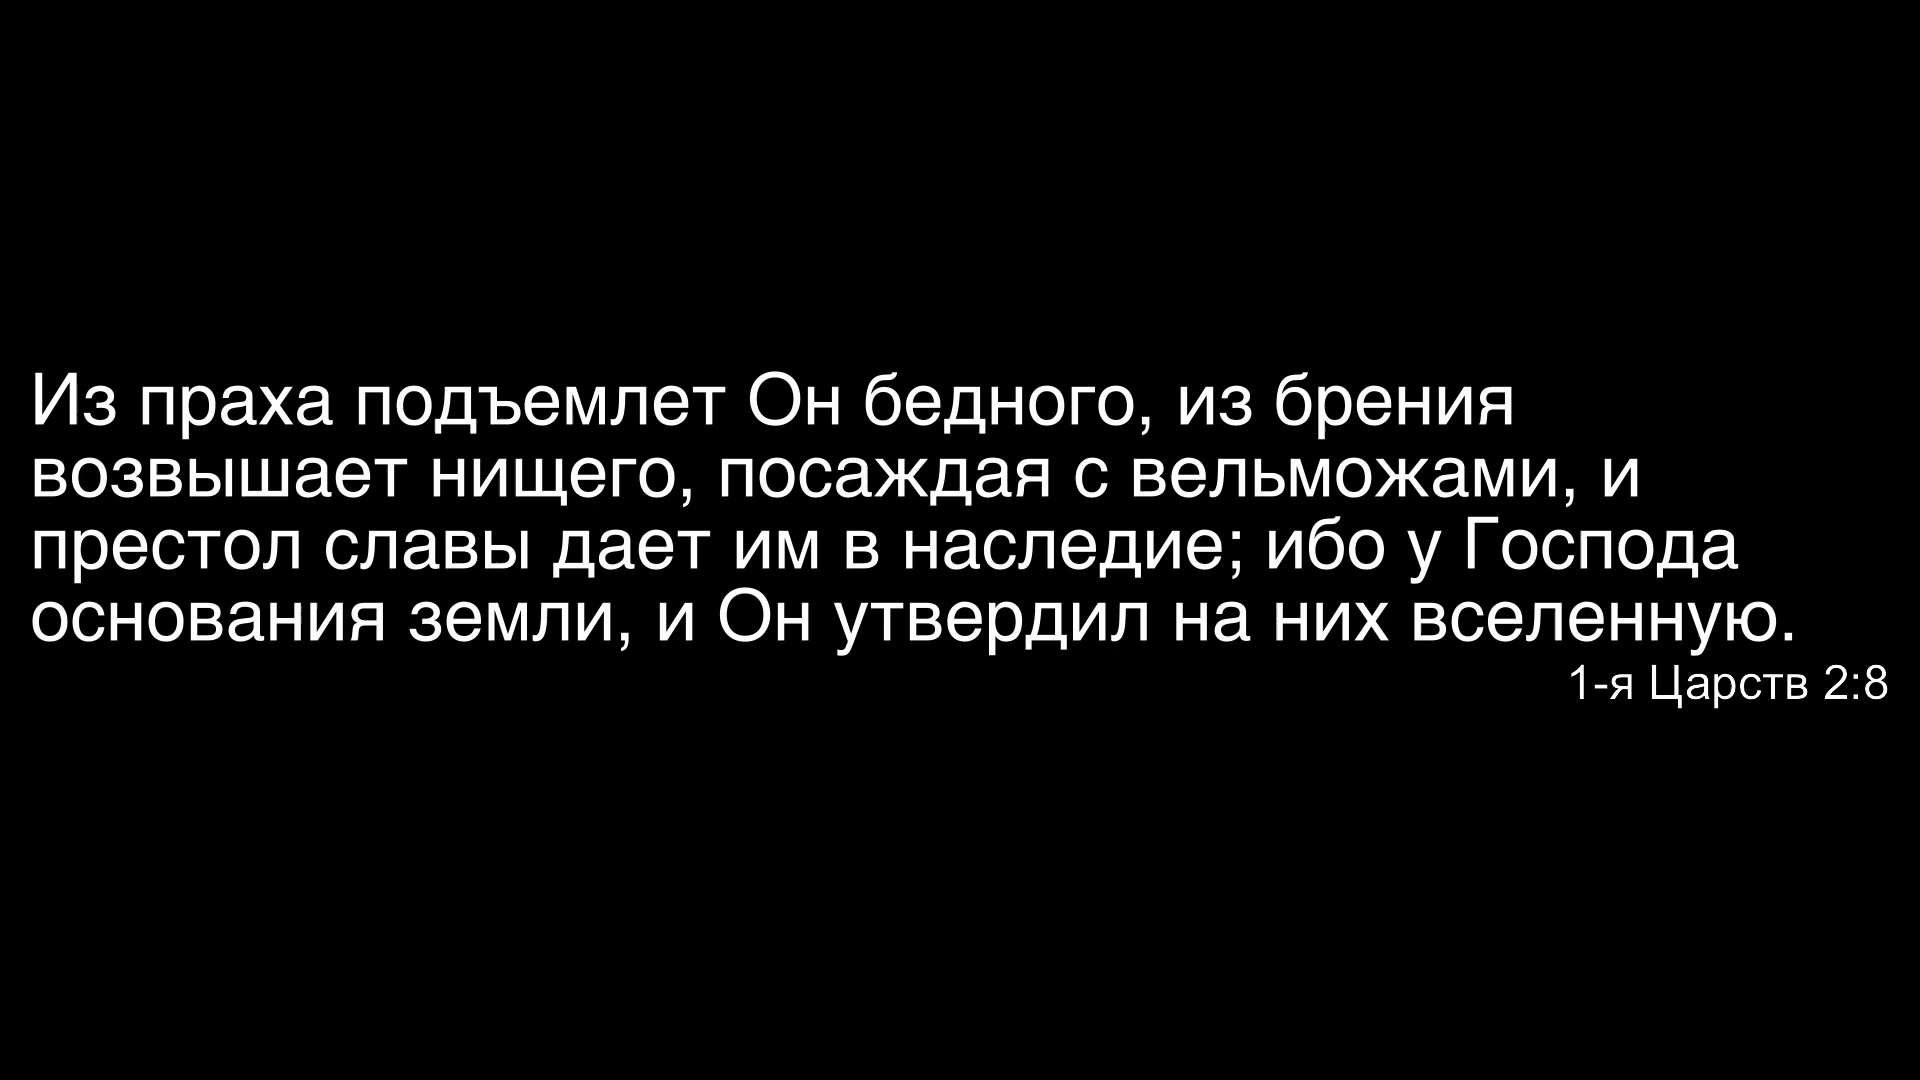 Из праха подъемлет Он бедного, из брения
возвышает нищего, посаждая с вельможами, и
престол славы дает им в наследие; ибо у Господа
основания земли, и Он утвердил на них вселенную.
1-я Царств 2:8